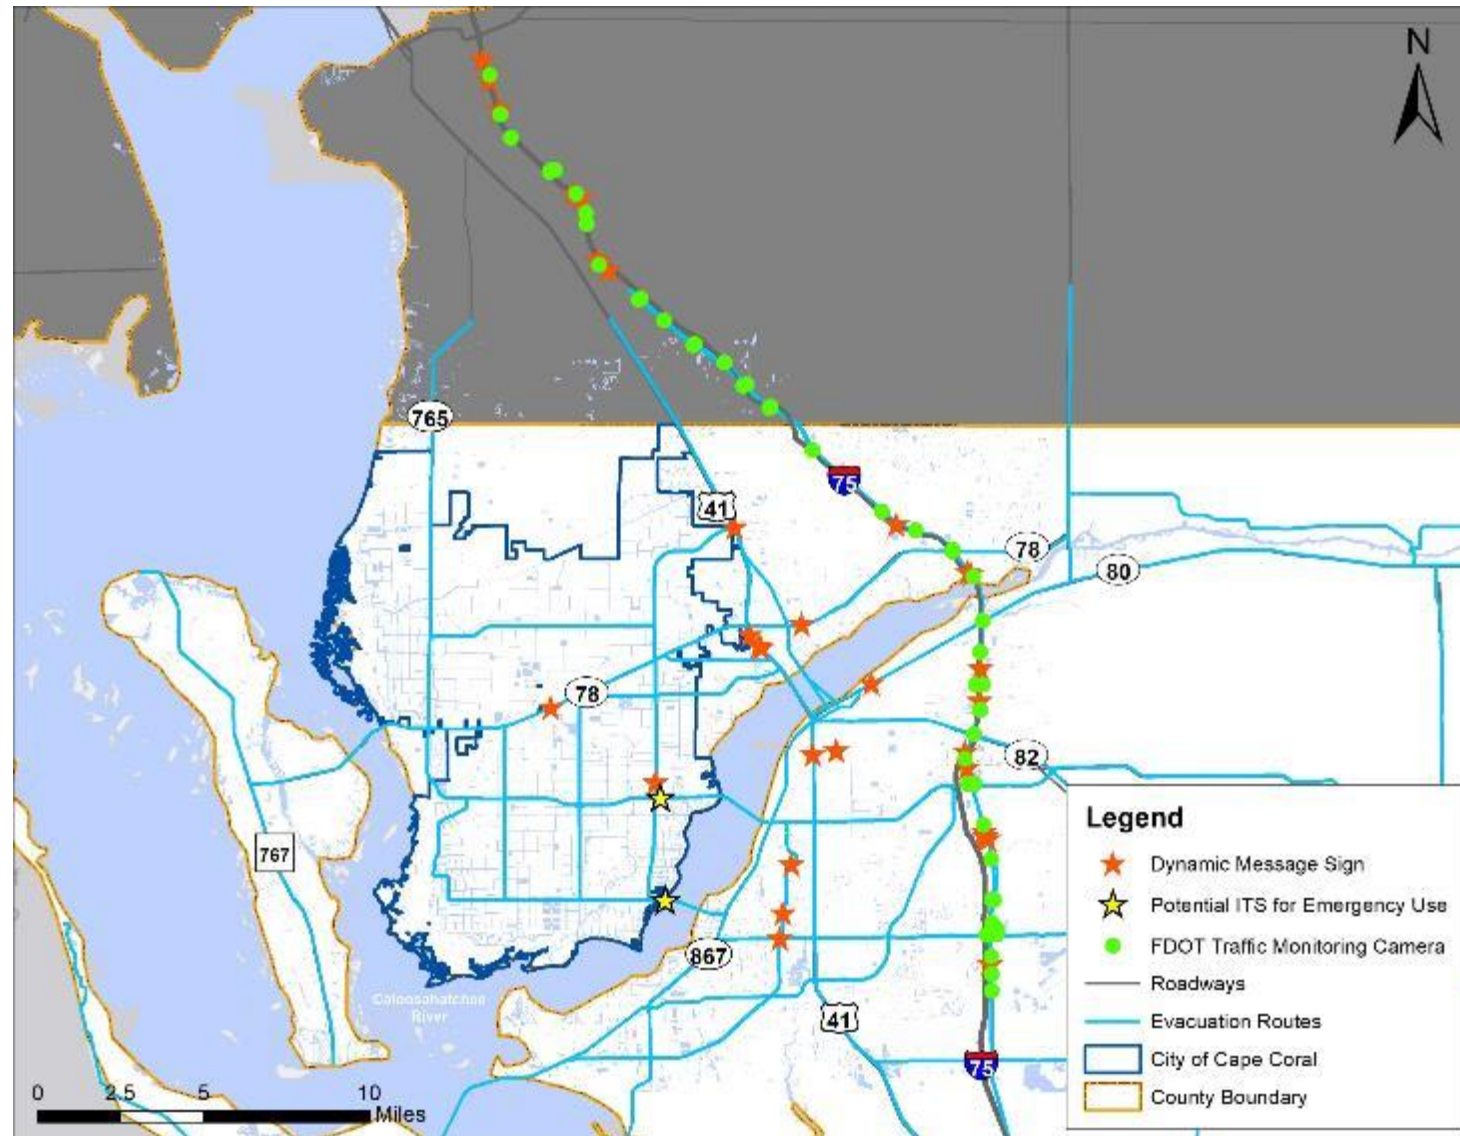 N
765
41
75
78
80
78
82
767
867
Caloosahatchee
River
41
75
Legend
Dynamic Message Sign
Potential ITS for Emergency Use
FDOT Traffic Monitoring Camera
Roadways
Evacuation Routes
City of Cape Coral
County Boundary
0 2.5 5 10
Miles